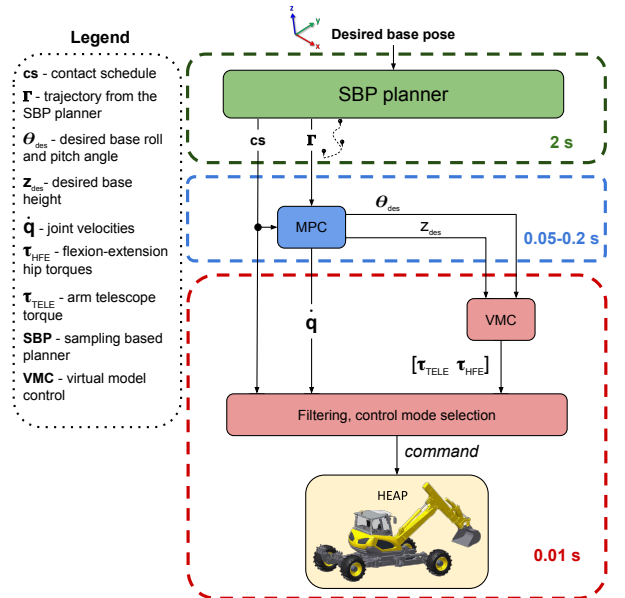 Legend
cs - contact schedule
Γ - trajectory from the
SBP planner
θdes - desired base roll
and pitch angle
zdes - desired base
height
q̇ - joint velocities
τHFE - flexion-extension
hip torques
τTELE - arm telescope
torque
SBP - sampling based
planner
VMC - virtual model
control
z
y
x
Desired base pose
SBP planner
cs
Γ
2 s
θdes
MPC
zdes
0.05-0.2 s
q̇
VMC
[τTELE τHFE]
Filtering, control mode selection
command
HEAP
0.01 s